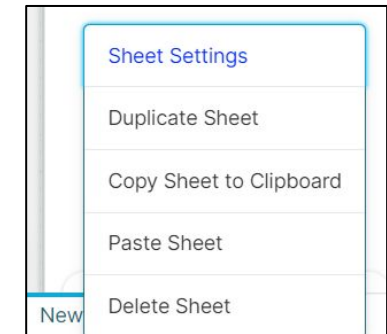 Sheet Settings
Duplicate Sheet
Copy Sheet to Clipboard
Paste Sheet
New
Delete Sheet